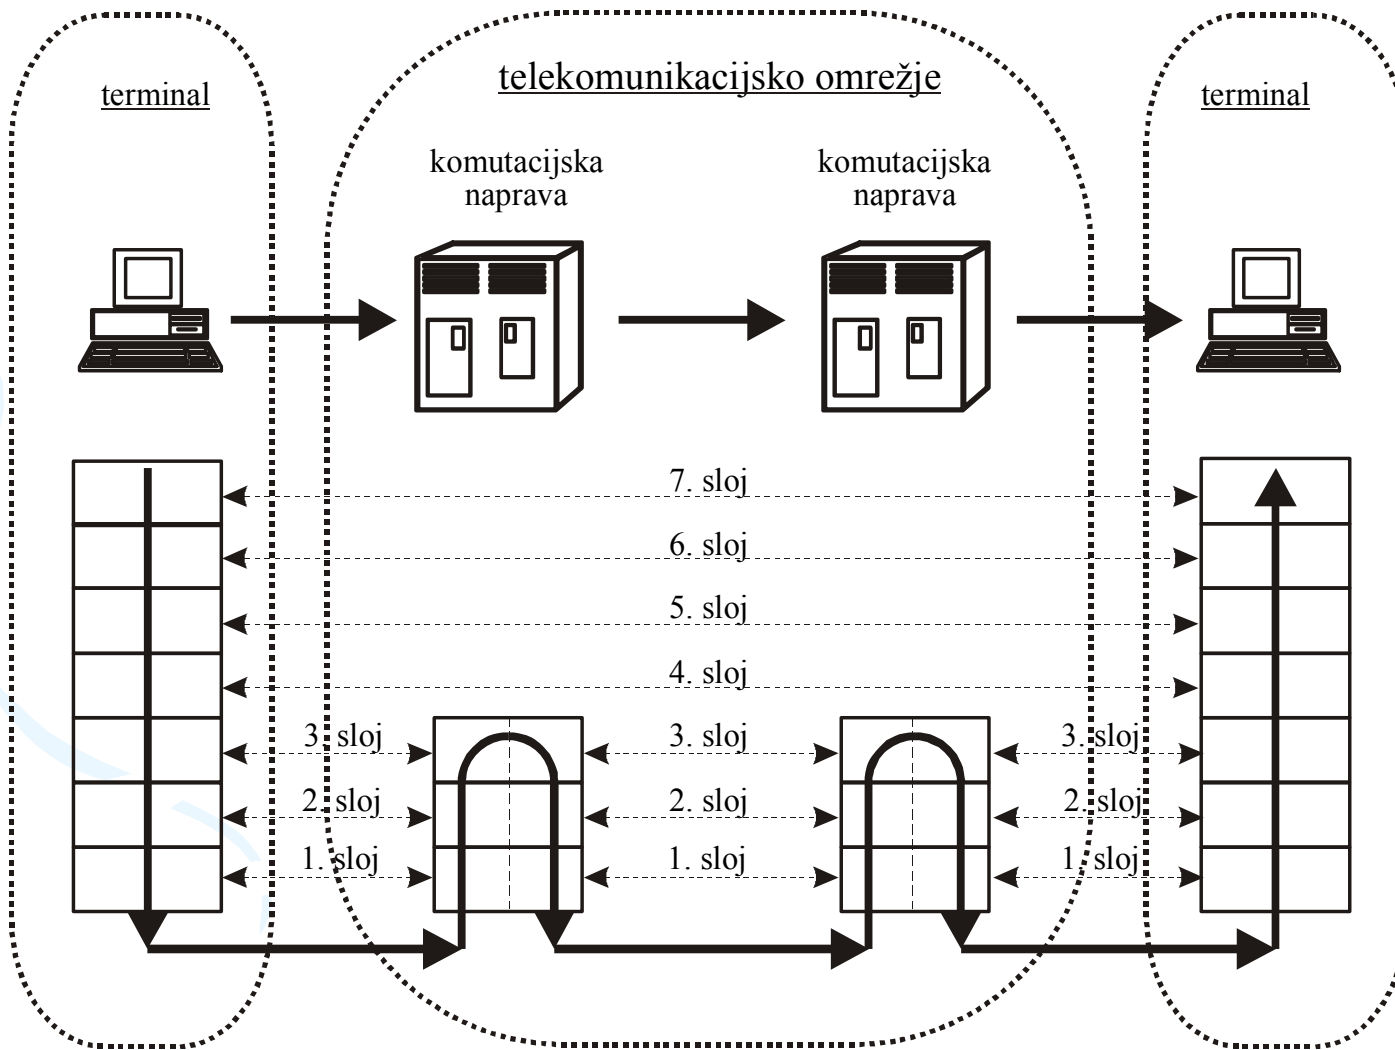 telekomunikacijsko omrežje
terminal
terminal
komutacijska
naprava
komutacijska
naprava
7. sloj
6. sloj
5. sloj
4. sloj
3. sloj
3. sloj
3. sloj
2. sloj
2. sloj
2. sloj
1. sloj
1. sloj
1. sloj